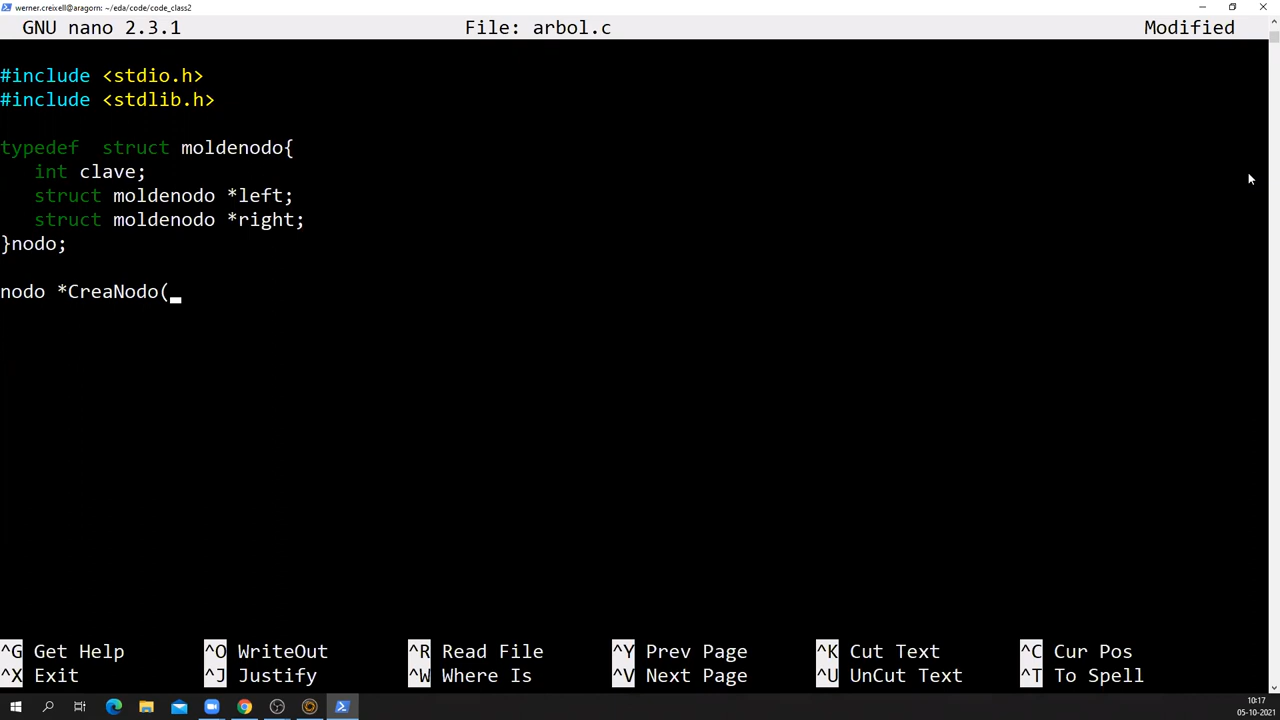 werner.creixell@aragorn: ~/eda/code/code_class2
GNU nano 2.3.1 File: arbol.c Modified
#include <stdio.h>
#include <stdlib.h>
typedef  struct moldenodo{
   int clave;
   struct moldenodo *left;
   struct moldenodo *right;
}nodo;
nodo *CreaNodo(
^G Get Help ^O WriteOut ^R Read File ^Y Prev Page ^K Cut Text ^C Cur Pos
^X Exit ^J Justify ^W Where Is ^V Next Page ^U UnCut Text ^T To Spell
10:17
05-10-2021